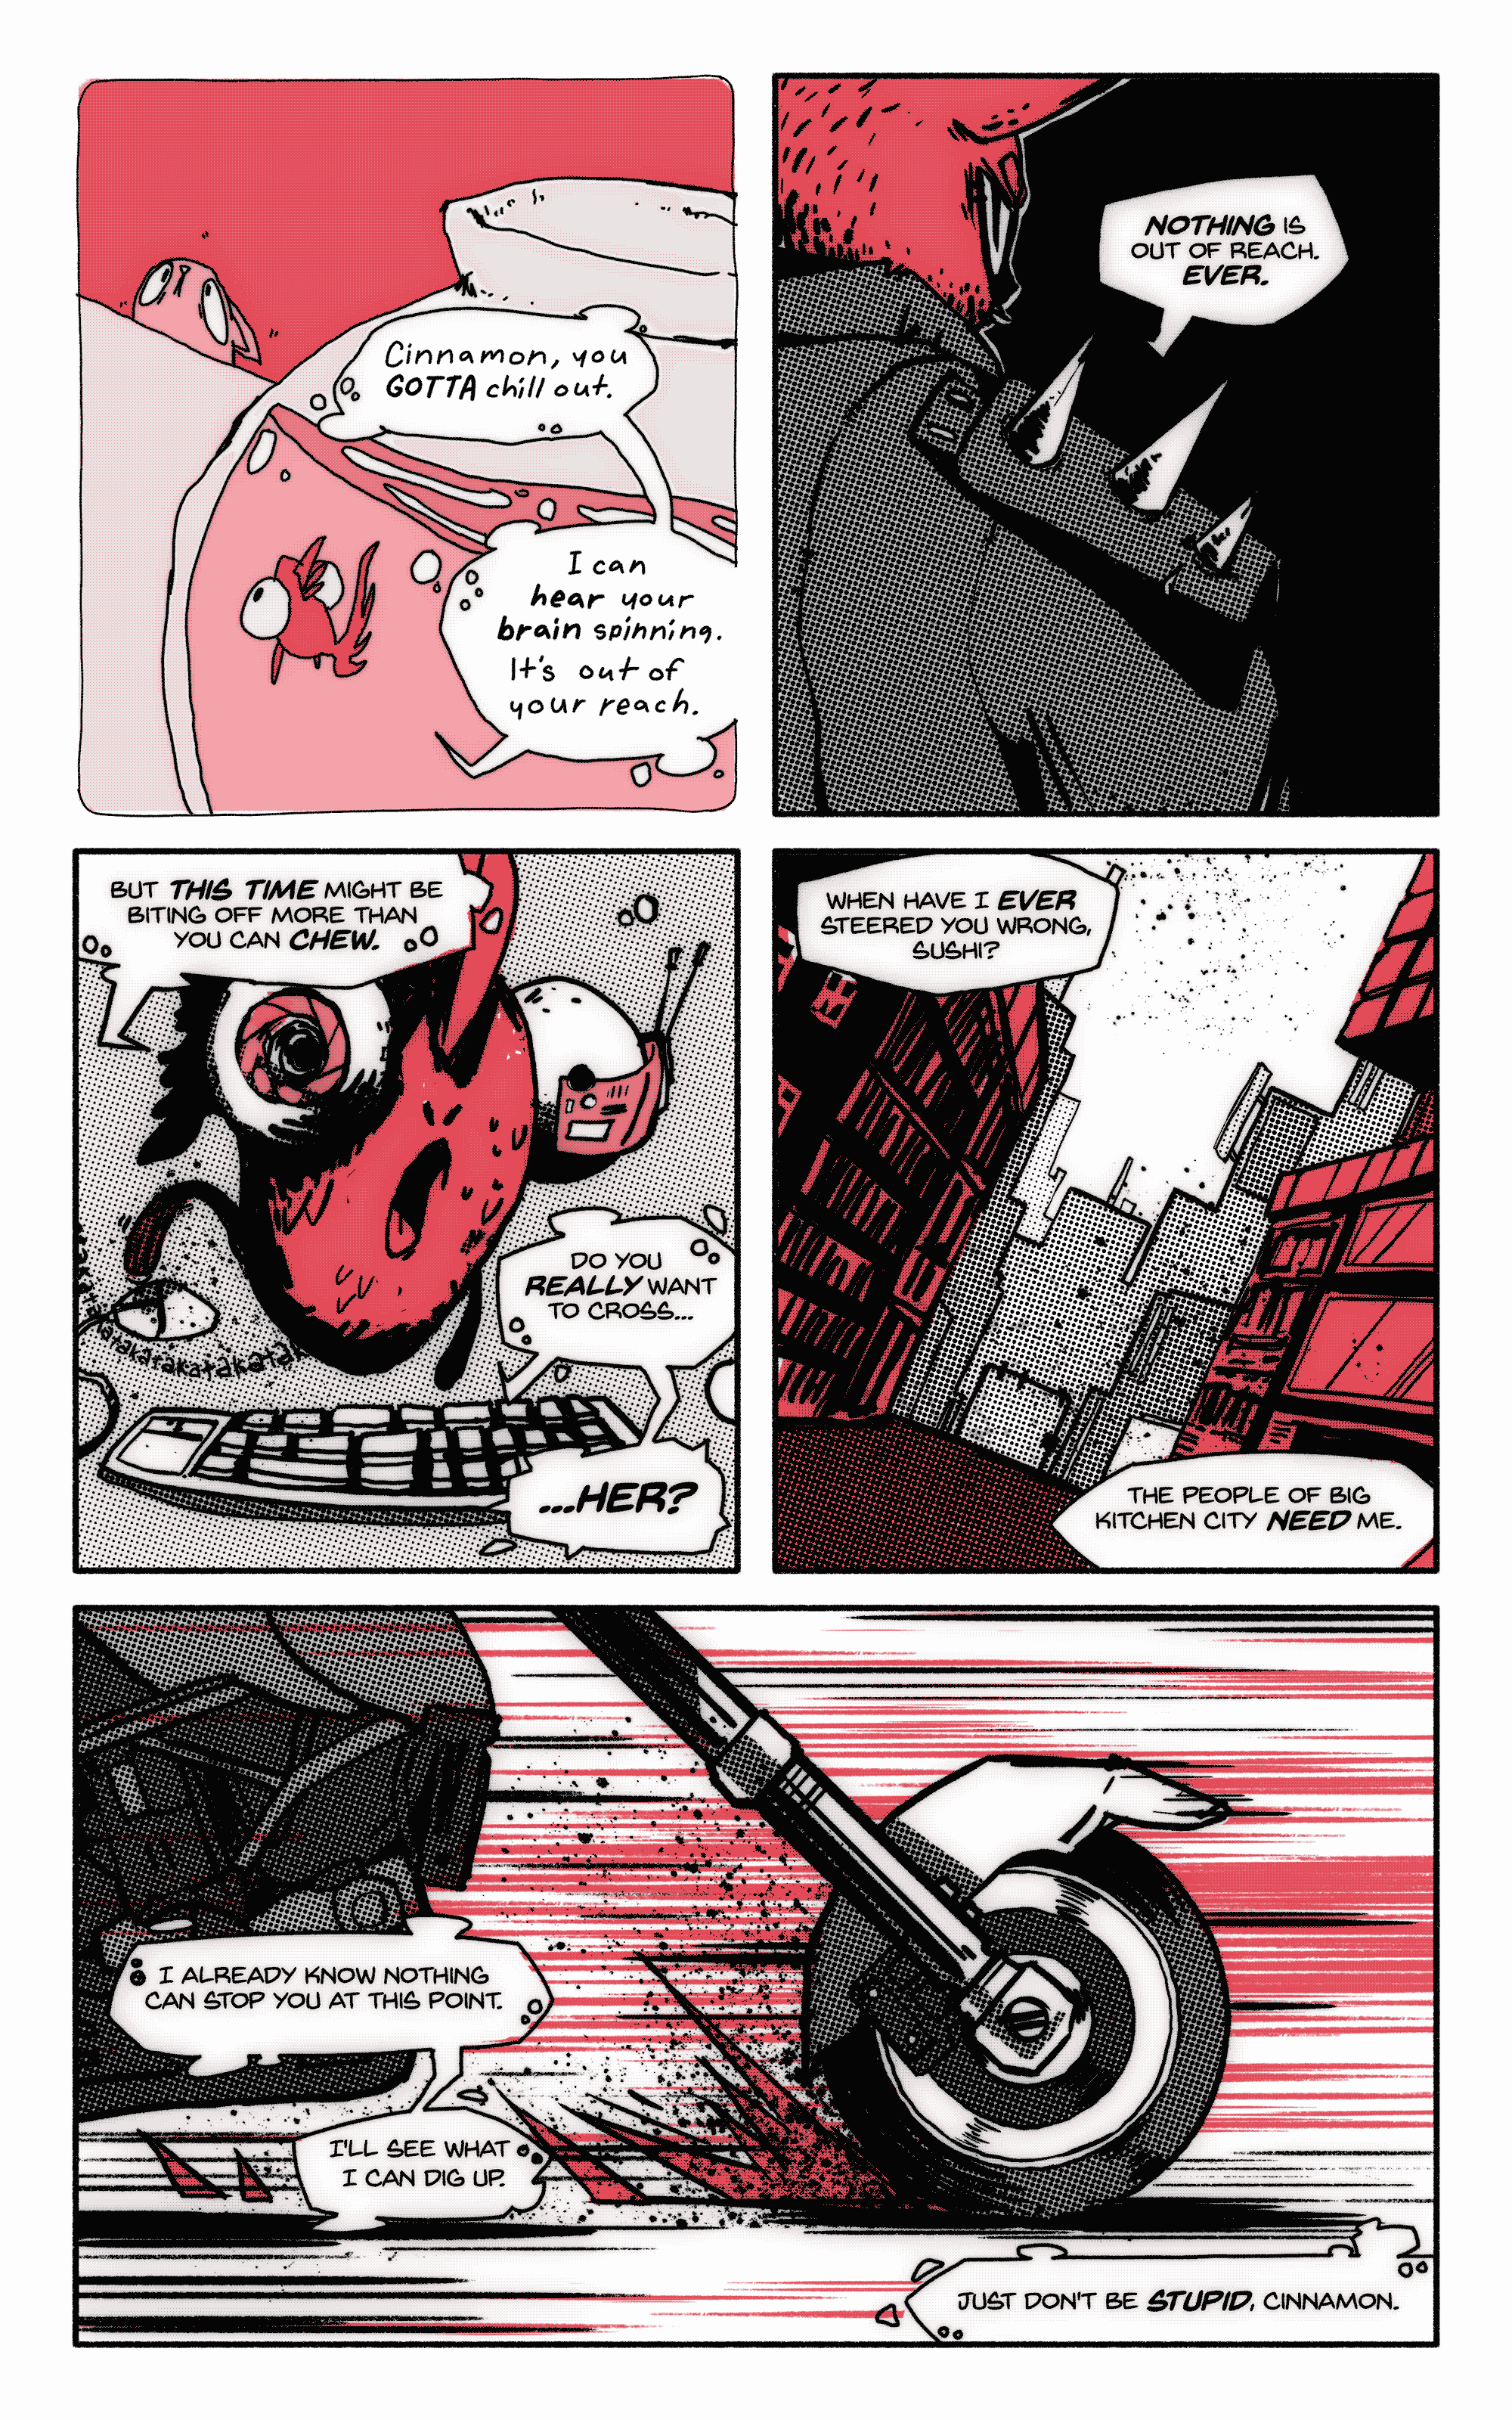 Cinnamon, you
GOTTA chill out.
I can
hear your
brain spinning.
It's out of
your reach.
NOTHING IS
OUT OF REACH.
EVER.
BUT THIS TIME MIGHT BE
BITING OFF MORE THAN
YOU CAN CHEW.
takatakatakatakatak
DO YOU
REALLY WANT
TO CROSS...
...HER?
WHEN HAVE I EVER
STEERED YOU WRONG,
SUSHI?
THE PEOPLE OF BIG
KITCHEN CITY NEED ME.
I ALREADY KNOW NOTHING
CAN STOP YOU AT THIS POINT.
I'LL SEE WHAT
I CAN DIG UP.
JUST DON'T BE STUPID, CINNAMON.